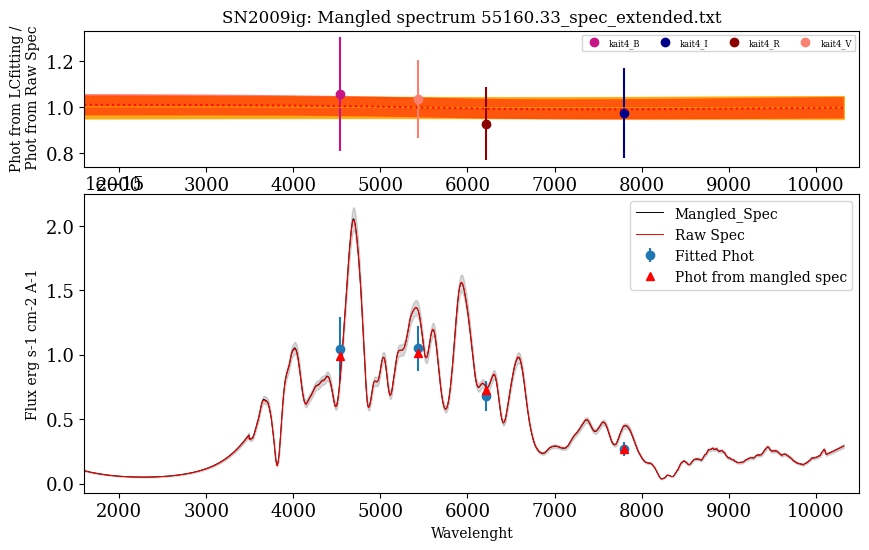 SN2009ig: Mangled spectrum 55160.33_spec_extended.txt
Phot from LCfitting /
Phot from Raw Spec
1.2
1.0
0.8
kait4_B kait4_I kait4_R kait4_V
2000 3000 4000 5000 6000 7000 8000 9000 10000
1e−15
Flux erg s-1 cm-2 A-1
2.0
1.5
1.0
0.5
0.0
Mangled_Spec
Raw Spec
Fitted Phot
Phot from mangled spec
2000 3000 4000 5000 6000 7000 8000 9000 10000
Wavelenght